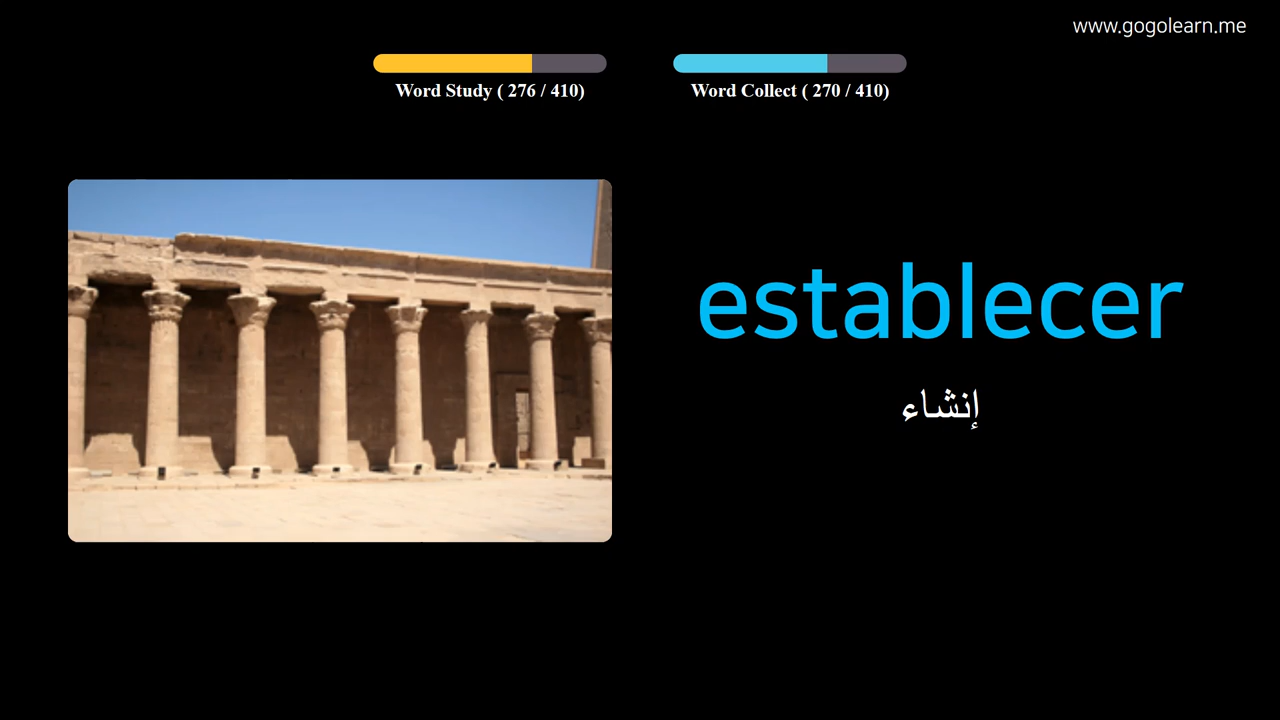 www.gogolearn.me
Word Study ( 276 / 410)
Word Collect ( 270 / 410)
establecer
إنشاء